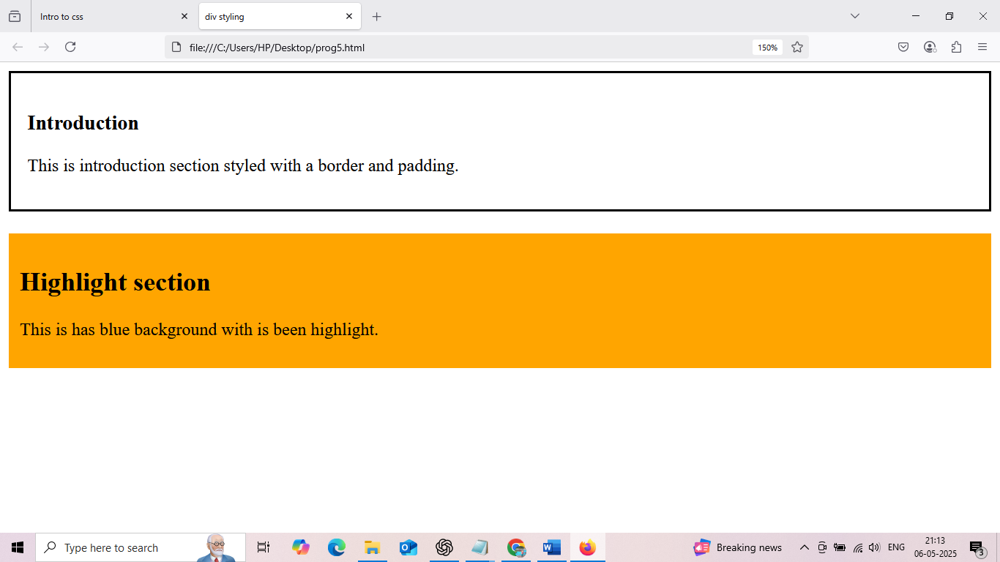 Intro to css
div styling
file:///C:/Users/HP/Desktop/prog5.html
150%
Introduction
This is introduction section styled with a border and padding.
Highlight section
This is has blue background with is been highlight.
Type here to search
Breaking news
ENG
21:13
06-05-2025
3